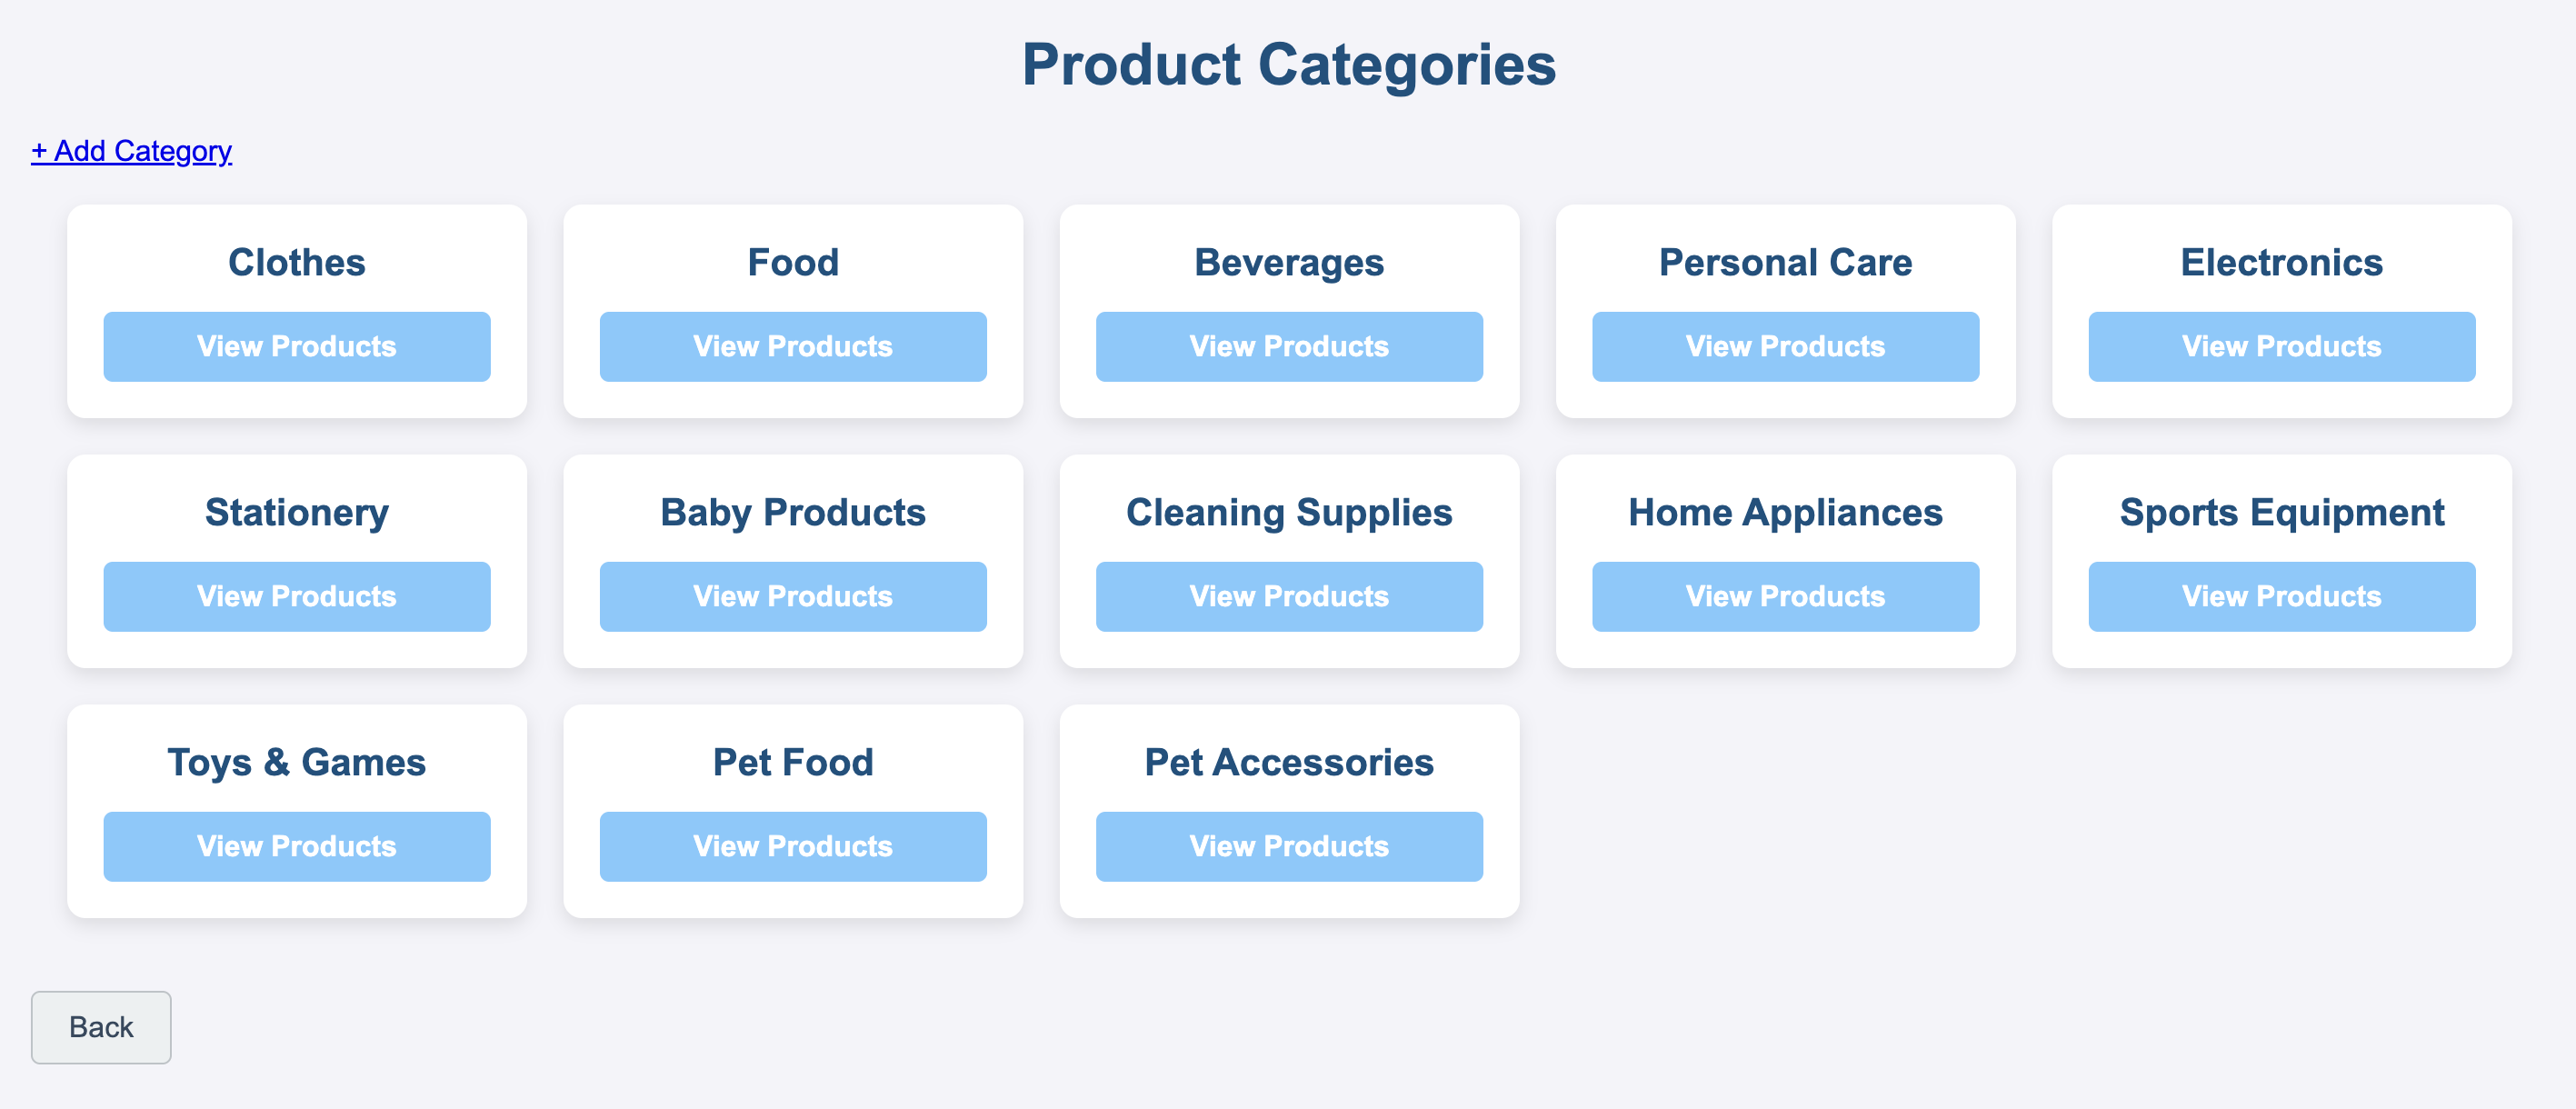 Product Categories
+ Add Category
Clothes
View Products
Food
View Products
Beverages
View Products
Personal Care
View Products
Electronics
View Products
Stationery
View Products
Baby Products
View Products
Cleaning Supplies
View Products
Home Appliances
View Products
Sports Equipment
View Products
Toys & Games
View Products
Pet Food
View Products
Pet Accessories
View Products
Back